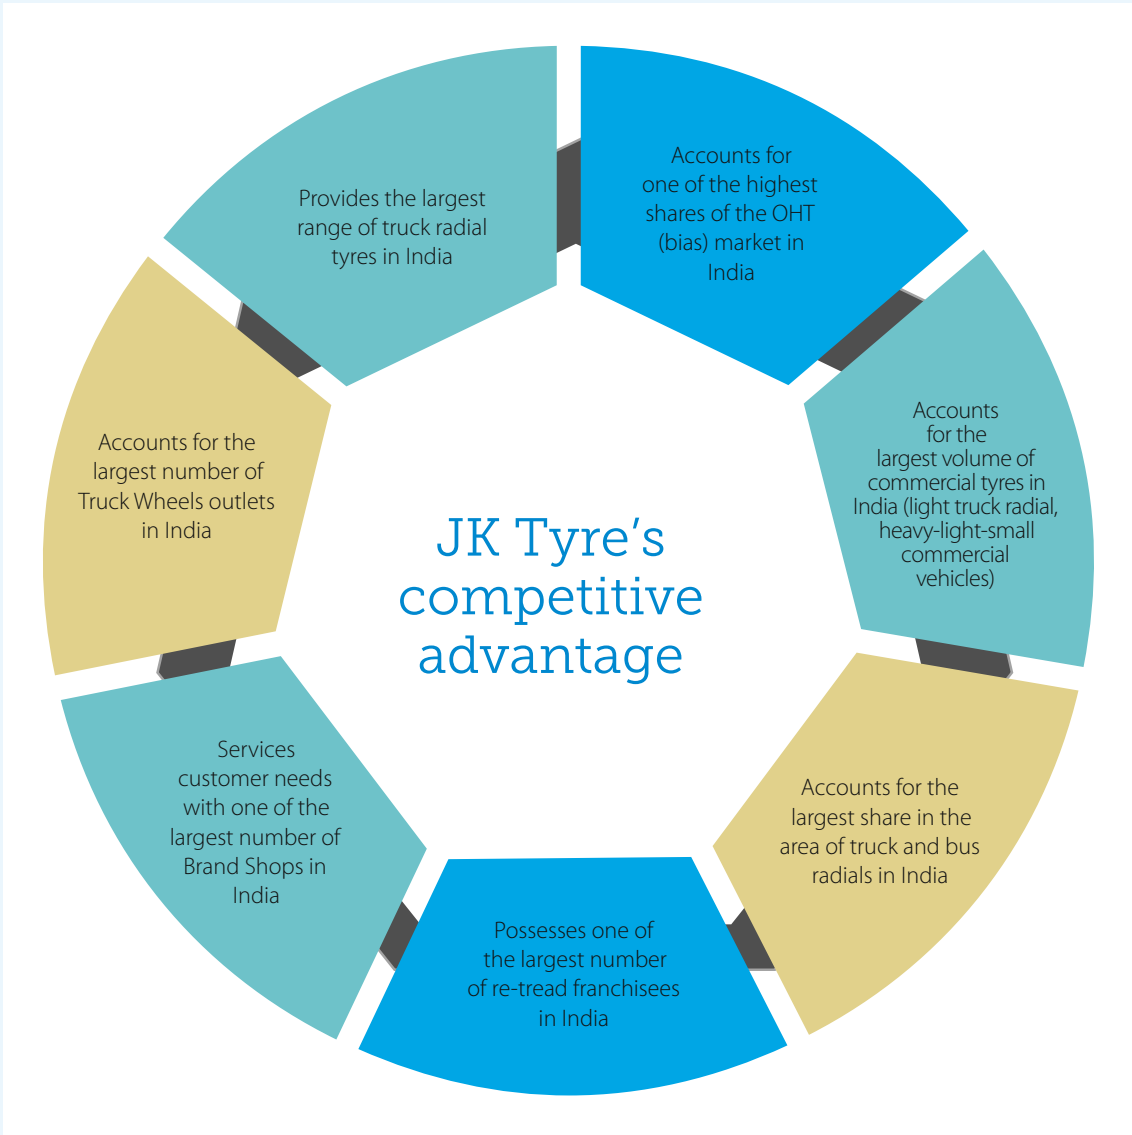 JK Tyre’s
competitive
advantage
Accounts for
one of the highest
shares of the OHT
(bias) market in
India
Accounts
for the
largest volume of
commercial tyres in
India (light truck radial,
heavy-light-small
commercial
vehicles)
Accounts for the
largest share in the
area of truck and bus
radials in India
Possesses one of
the largest number
of re-tread franchisees
in India
Services
customer needs
with one of the
largest number of
Brand Shops in
India
Accounts for the
largest number of
Truck Wheels outlets
in India
Provides the largest
range of truck radial
tyres in India